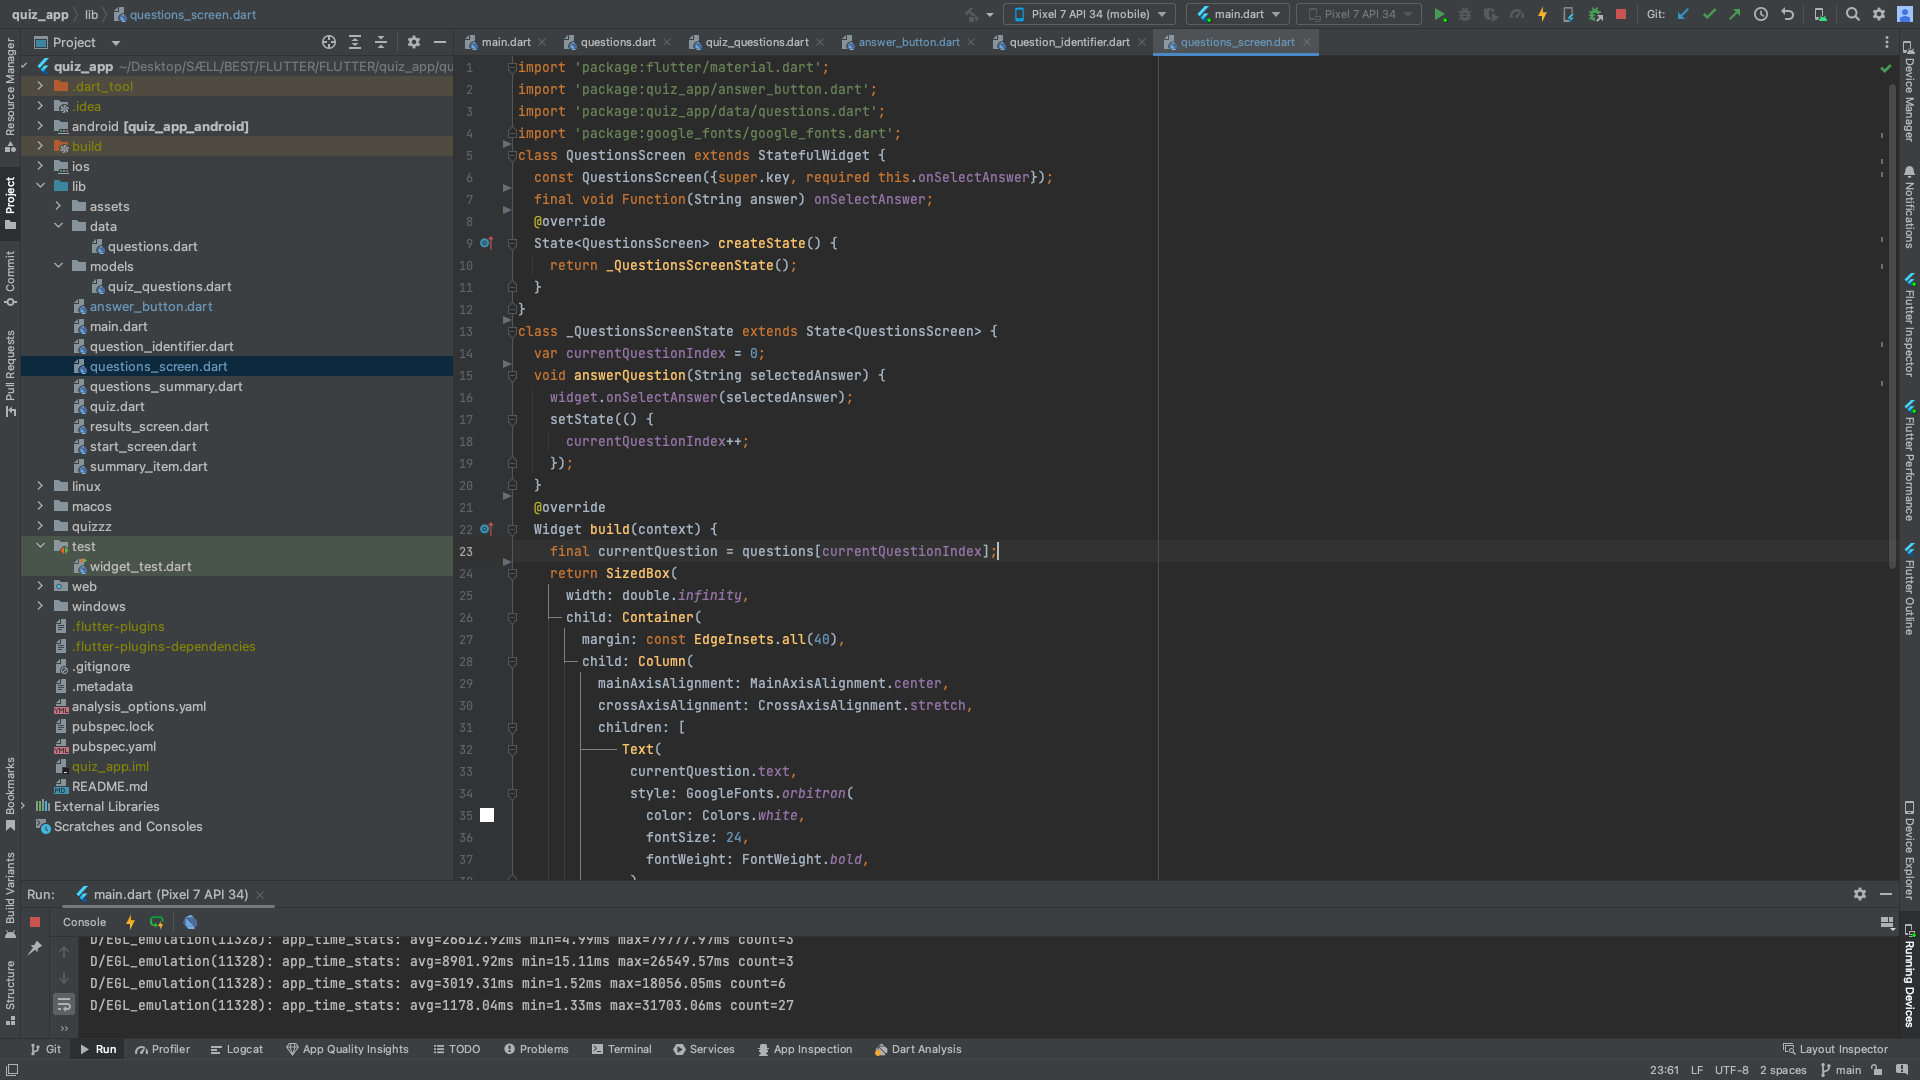 quiz_app
lib
questions_screen.dart
Pixel 7 API 34 (mobile)
main.dart
Pixel 7 API 34
Git:
Project
main.dart
questions.dart
quiz_questions.dart
answer_button.dart
question_identifier.dart
questions_screen.dart
Resource Manager
Project
Commit
Pull Requests
Bookmarks
Build Variants
Structure
quiz_app ~/Desktop/SÆLL/BEST/FLUTTER/FLUTTER/quiz_app/qu
.dart_tool
.idea
android [quiz_app_android]
build
ios
lib
assets
data
questions.dart
models
quiz_questions.dart
answer_button.dart
main.dart
question_identifier.dart
questions_screen.dart
questions_summary.dart
quiz.dart
results_screen.dart
start_screen.dart
summary_item.dart
linux
macos
quizzz
test
widget_test.dart
web
windows
.flutter-plugins
.flutter-plugins-dependencies
.gitignore
.metadata
analysis_options.yaml
pubspec.lock
pubspec.yaml
quiz_app.iml
README.md
External Libraries
Scratches and Consoles
1 import 'package:flutter/material.dart';
2 import 'package:quiz_app/answer_button.dart';
3 import 'package:quiz_app/data/questions.dart';
4 import 'package:google_fonts/google_fonts.dart';
5 class QuestionsScreen extends StatefulWidget {
6 const QuestionsScreen({super.key, required this.onSelectAnswer});
7 final void Function(String answer) onSelectAnswer;
8 @override
9 State<QuestionsScreen> createState() {
10 return _QuestionsScreenState();
11 }
12 }
13 class _QuestionsScreenState extends State<QuestionsScreen> {
14 var currentQuestionIndex = 0;
15 void answerQuestion(String selectedAnswer) {
16 widget.onSelectAnswer(selectedAnswer);
17 setState(() {
18 currentQuestionIndex++;
19 });
20 }
21 @override
22 Widget build(context) {
23 final currentQuestion = questions[currentQuestionIndex];
24 return SizedBox(
25 width: double.infinity,
26 child: Container(
27 margin: const EdgeInsets.all(40),
28 child: Column(
29 mainAxisAlignment: MainAxisAlignment.center,
30 crossAxisAlignment: CrossAxisAlignment.stretch,
31 children: [
32 Text(
33 currentQuestion.text,
34 style: GoogleFonts.orbitron(
35 color: Colors.white,
36 fontSize: 24,
37 fontWeight: FontWeight.bold,
Device Manager
Notifications
Flutter Inspector
Flutter Performance
Flutter Outline
Device Explorer
Running Devices
Run: main.dart (Pixel 7 API 34)
Console
D/EGL_emulation(11328): app_time_stats: avg=26612.92ms min=4.99ms max=79777.97ms count=3
D/EGL_emulation(11328): app_time_stats: avg=8901.92ms min=15.11ms max=26549.57ms count=3
D/EGL_emulation(11328): app_time_stats: avg=3019.31ms min=1.52ms max=18056.05ms count=6
D/EGL_emulation(11328): app_time_stats: avg=1178.04ms min=1.33ms max=31703.06ms count=27
Git
Run
Profiler
Logcat
App Quality Insights
TODO
Problems
Terminal
Services
App Inspection
Dart Analysis
Layout Inspector
23:61 LF UTF-8 2 spaces main